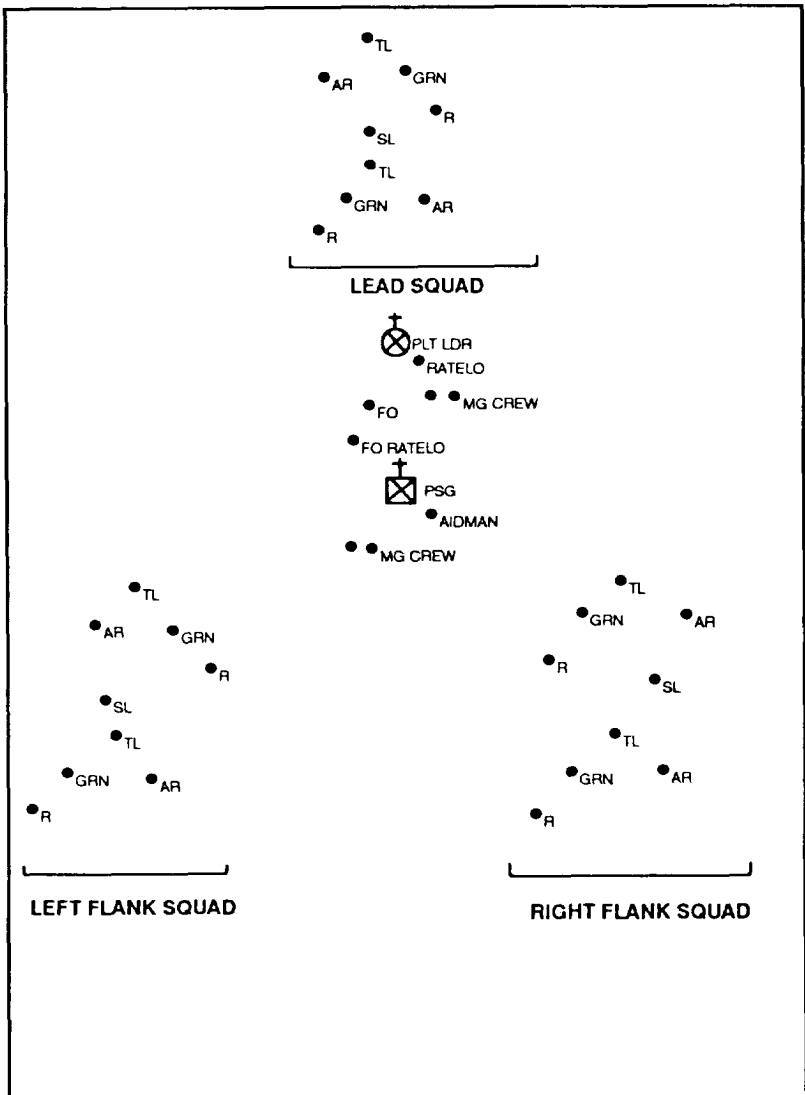 TL
AR
GRN
R
SL
TL
GRN
AR
R
LEAD SQUAD
PLT LDR
RATELO
MG CREW
FO
FO RATELO
PSG
AIDMAN
MG CREW
TL
AR
GRN
R
SL
TL
GRN
AR
R
LEFT FLANK SQUAD
TL
GRN
AR
R
SL
TL
GRN
AR
R
RIGHT FLANK SQUAD